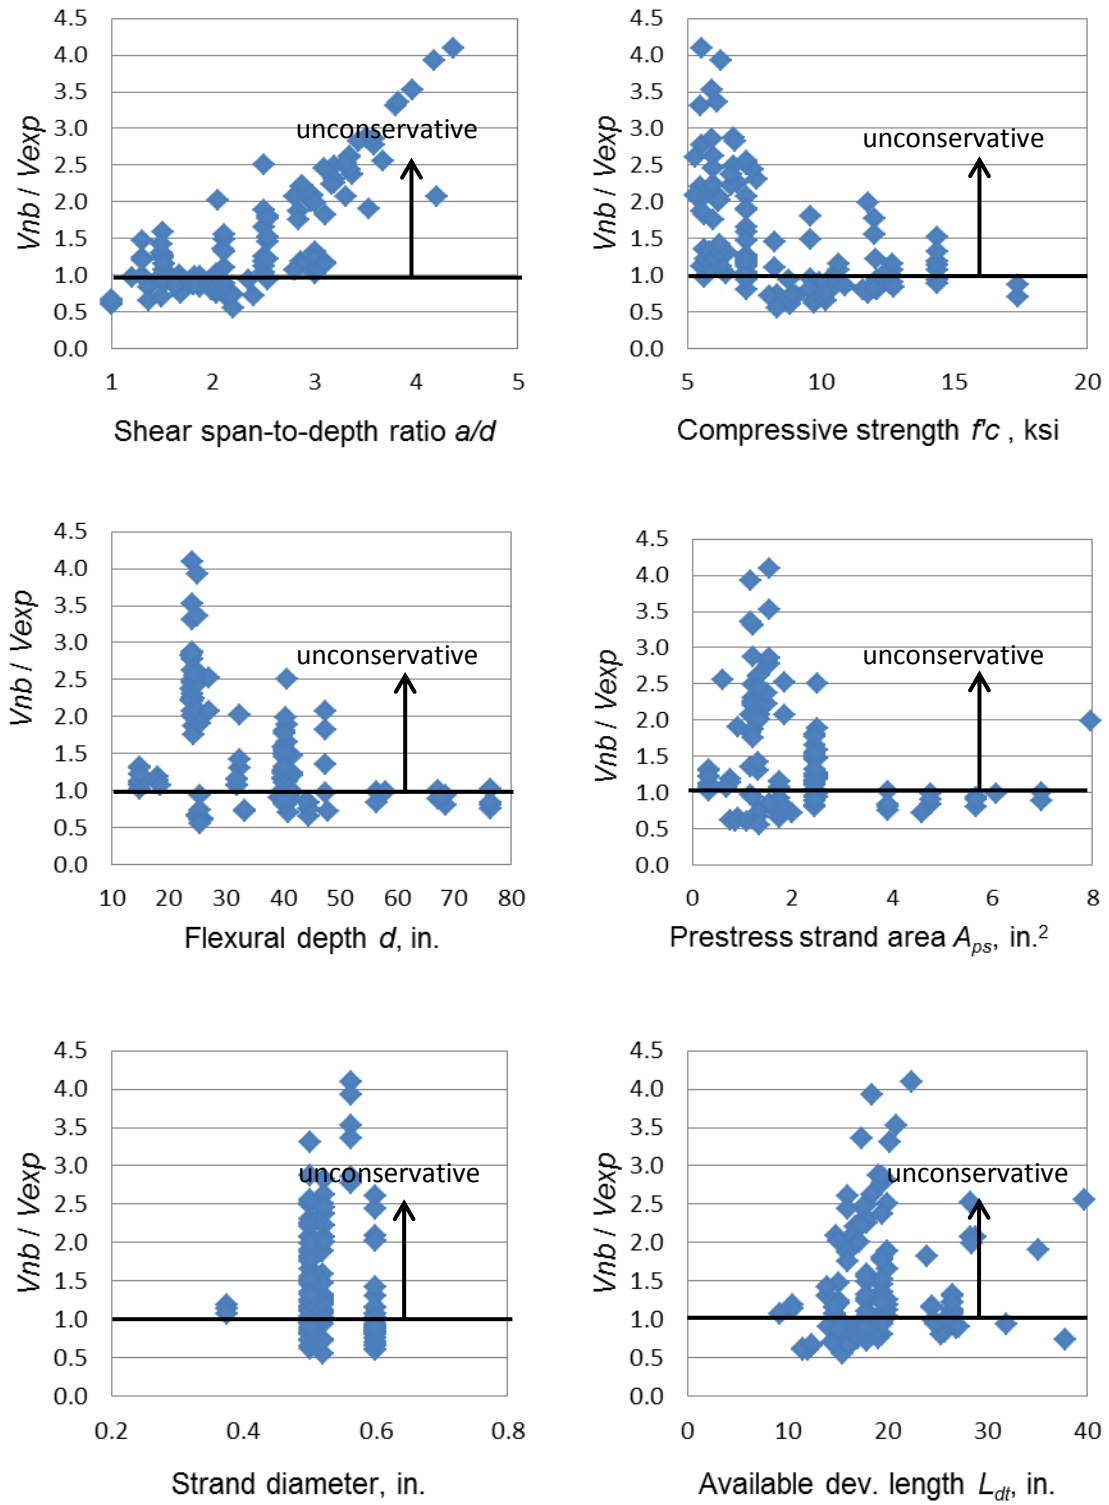 4.5
4.0
3.5
3.0
2.5
2.0
1.5
1.0
0.5
0.0
Vnb / Vexp
unconservative
1 2 3 4 5
Shear span-to-depth ratio a/d
4.5
4.0
3.5
3.0
2.5
2.0
1.5
1.0
0.5
0.0
Vnb / Vexp
unconservative
5 10 15 20
Compressive strength f'c , ksi
4.5
4.0
3.5
3.0
2.5
2.0
1.5
1.0
0.5
0.0
Vnb / Vexp
unconservative
10 20 30 40 50 60 70 80
Flexural depth d, in.
4.5
4.0
3.5
3.0
2.5
2.0
1.5
1.0
0.5
0.0
Vnb / Vexp
unconservative
0 2 4 6 8
Prestress strand area Aps, in.²
4.5
4.0
3.5
3.0
2.5
2.0
1.5
1.0
0.5
0.0
Vnb / Vexp
unconservative
0.2 0.4 0.6 0.8
Strand diameter, in.
4.5
4.0
3.5
3.0
2.5
2.0
1.5
1.0
0.5
0.0
Vnb / Vexp
unconservative
0 10 20 30 40
Available dev. length Ldt, in.